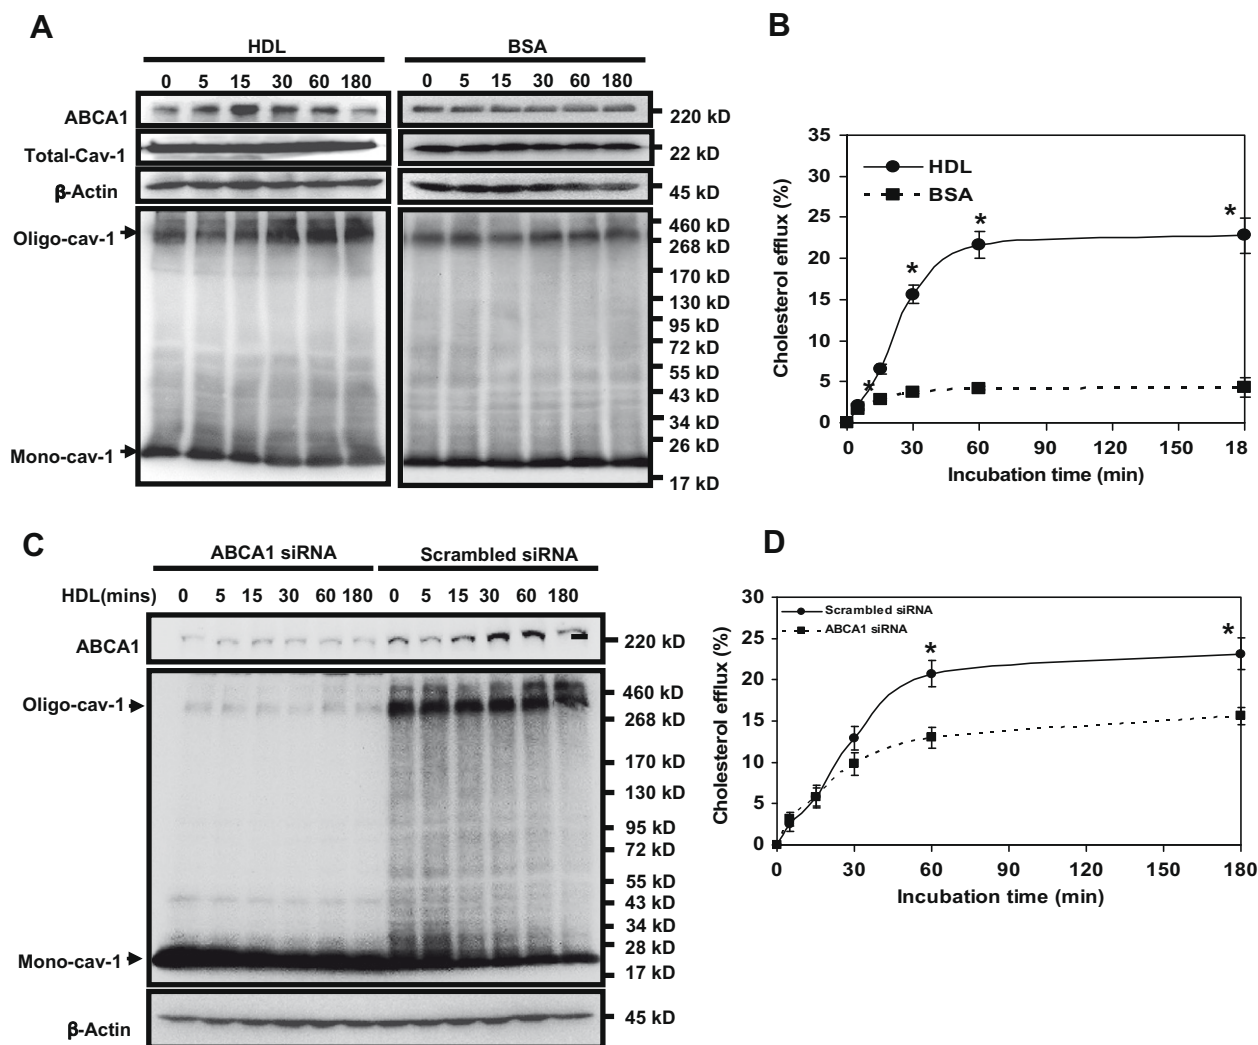 A
HDL
BSA
0 5 15 30 60 180
0 5 15 30 60 180
ABCA1
220 kD
Total-Cav-1
22 kD
β-Actin
45 kD
Oligo-cav-1
460 kD
268 kD
170 kD
130 kD
95 kD
72 kD
55 kD
43 kD
34 kD
26 kD
Mono-cav-1
17 kD
B
35
30
25
20
15
10
5
0
HDL
BSA
*
*
*
*
Cholesterol efflux (%)
0 30 60 90 120 150 18
Incubation time (min)
C
ABCA1 siRNA
Scrambled siRNA
HDL(mins)
0 5 15 30 60 180
0 5 15 30 60 180
ABCA1
220 kD
Oligo-cav-1
460 kD
268 kD
170 kD
130 kD
95 kD
72 kD
55 kD
43 kD
34 kD
28 kD
Mono-cav-1
17 kD
β-Actin
45 kD
D
30
25
20
15
10
5
0
Scrambled siRNA
ABCA1 siRNA
*
*
Cholesterol efflux (%)
0 30 60 90 120 150 180
Incubation time (min)